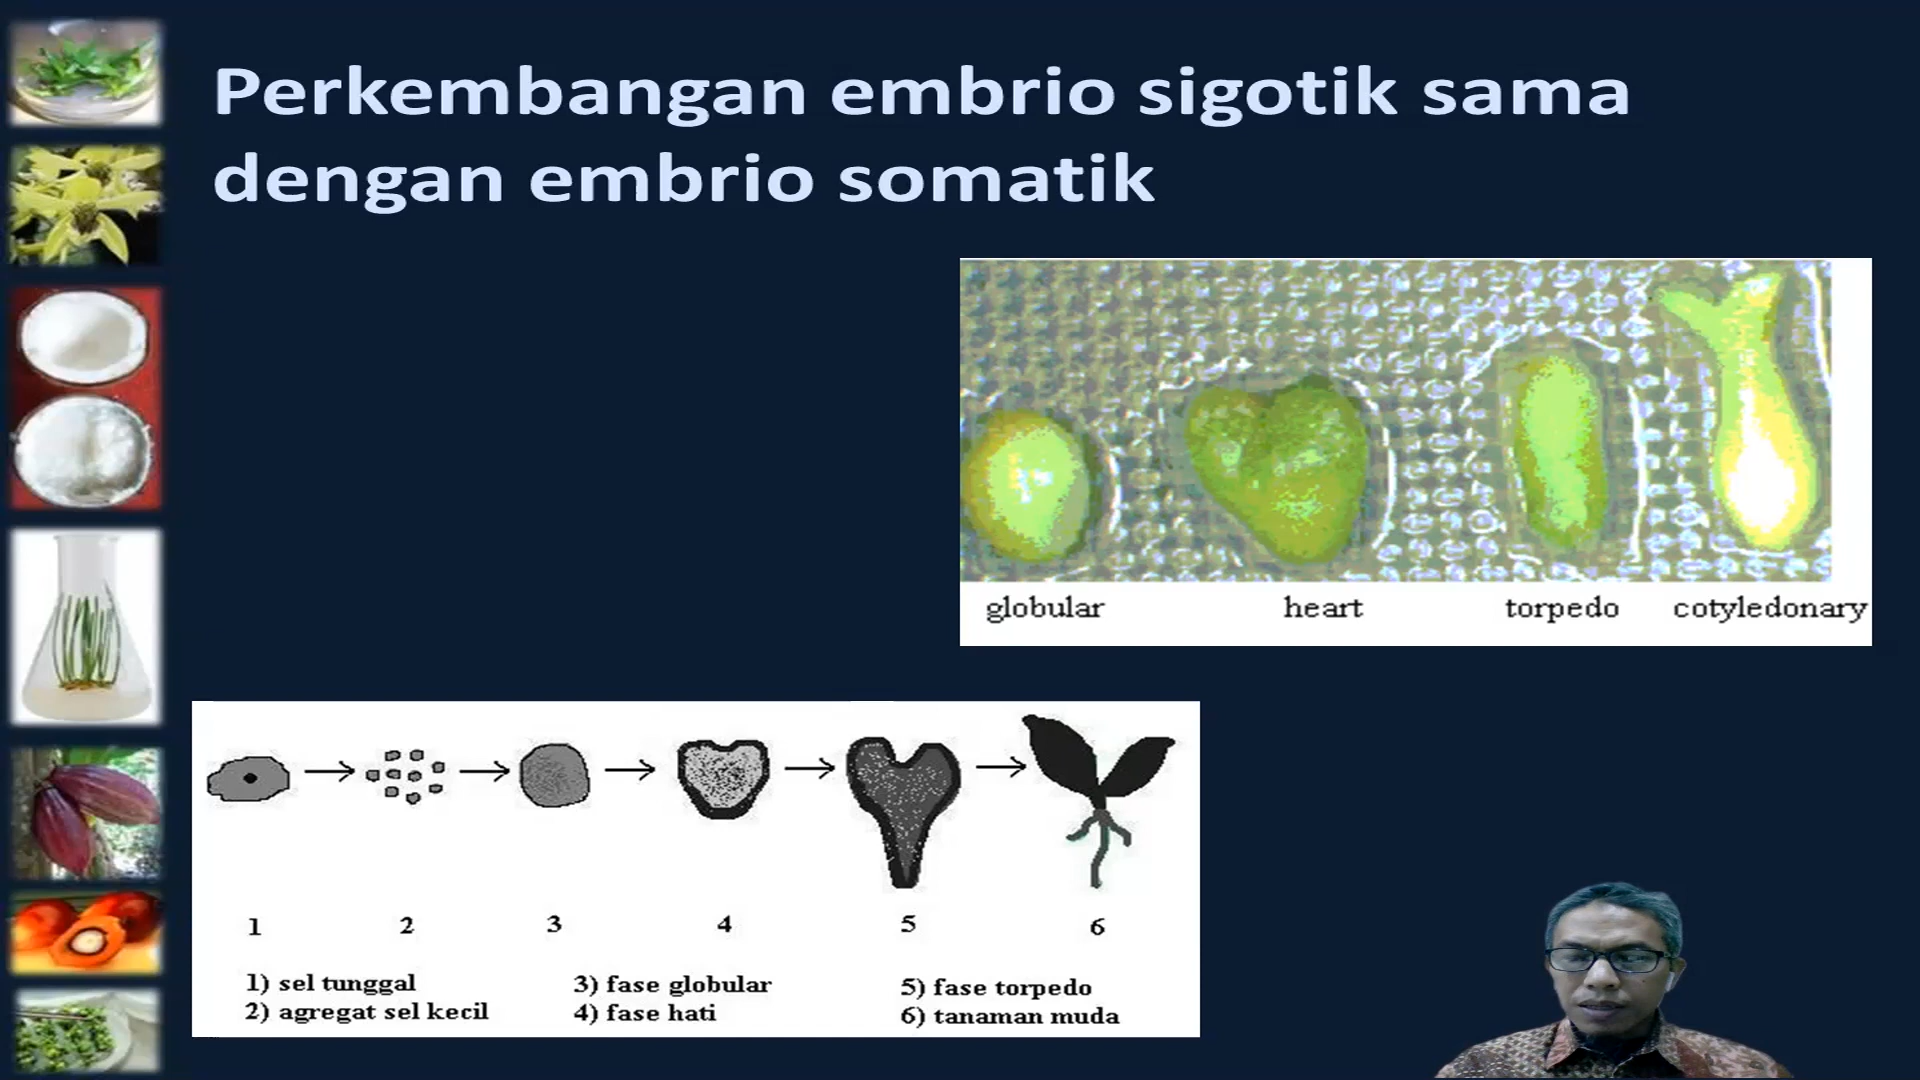 Perkembangan embrio sigotik sama
dengan embrio somatik
globular heart torpedo cotyledonary
1 2 3 4 5 6
1) sel tunggal
2) agregat sel kecil
3) fase globular
4) fase hati
5) fase torpedo
6) tanaman muda